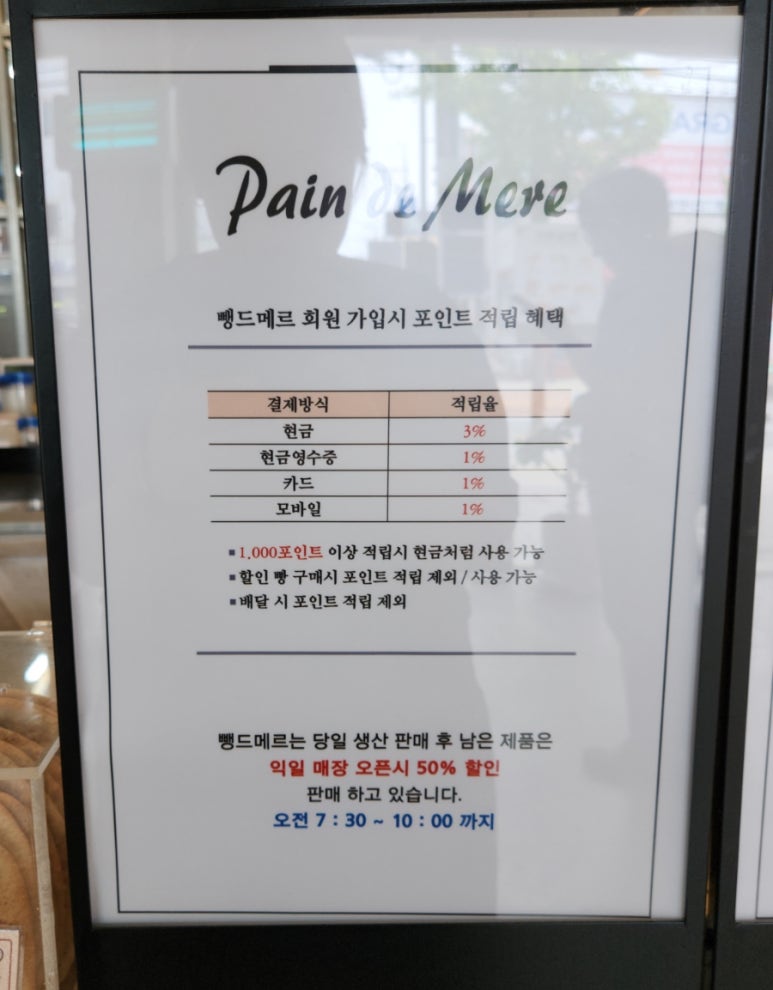 Pain de Mere
뺑드메르 회원 가입시 포인트 적립 혜택
결제방식 적립율
현금 3%
현금영수증 1%
카드 1%
모바일 1%
▪1,000포인트 이상 적립시 현금처럼 사용 가능
▪할인 빵 구매시 포인트 적립 제외 / 사용 가능
▪배달 시 포인트 적립 제외
뺑드메르는 당일 생산 판매 후 남은 제품은
익일 매장 오픈시 50% 할인
판매 하고 있습니다.
오전 7 : 30 ~ 10 : 00 까지